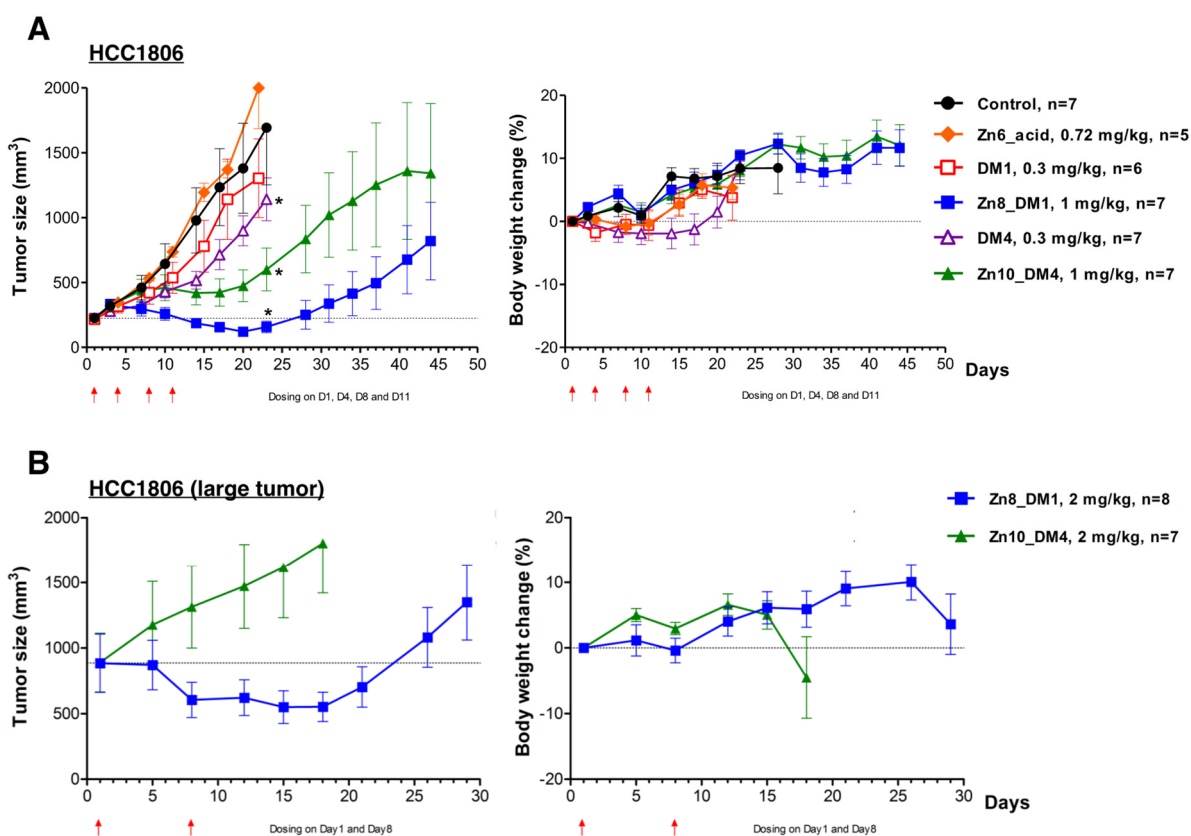 A
HCC1806
Tumor size (mm3)
2000
1500
1000
500
0
0 5 10 15 20 25 30 35 40 45 50
*
*
*
Dosing on D1, D4, D8 and D11
Body weight change (%)
20
10
0
-10
-20
0 5 10 15 20 25 30 35 40 45 50
Days
Dosing on D1, D4, D8 and D11
Control, n=7
Zn6_acid, 0.72 mg/kg, n=5
DM1, 0.3 mg/kg, n=6
Zn8_DM1, 1 mg/kg, n=7
DM4, 0.3 mg/kg, n=7
Zn10_DM4, 1 mg/kg, n=7
B
HCC1806 (large tumor)
Tumor size (mm3)
2000
1500
1000
500
0
0 5 10 15 20 25 30
Dosing on Day1 and Day8
Body weight change (%)
20
10
0
-10
-20
0 5 10 15 20 25 30
Days
Dosing on Day1 and Day8
Zn8_DM1, 2 mg/kg, n=8
Zn10_DM4, 2 mg/kg, n=7